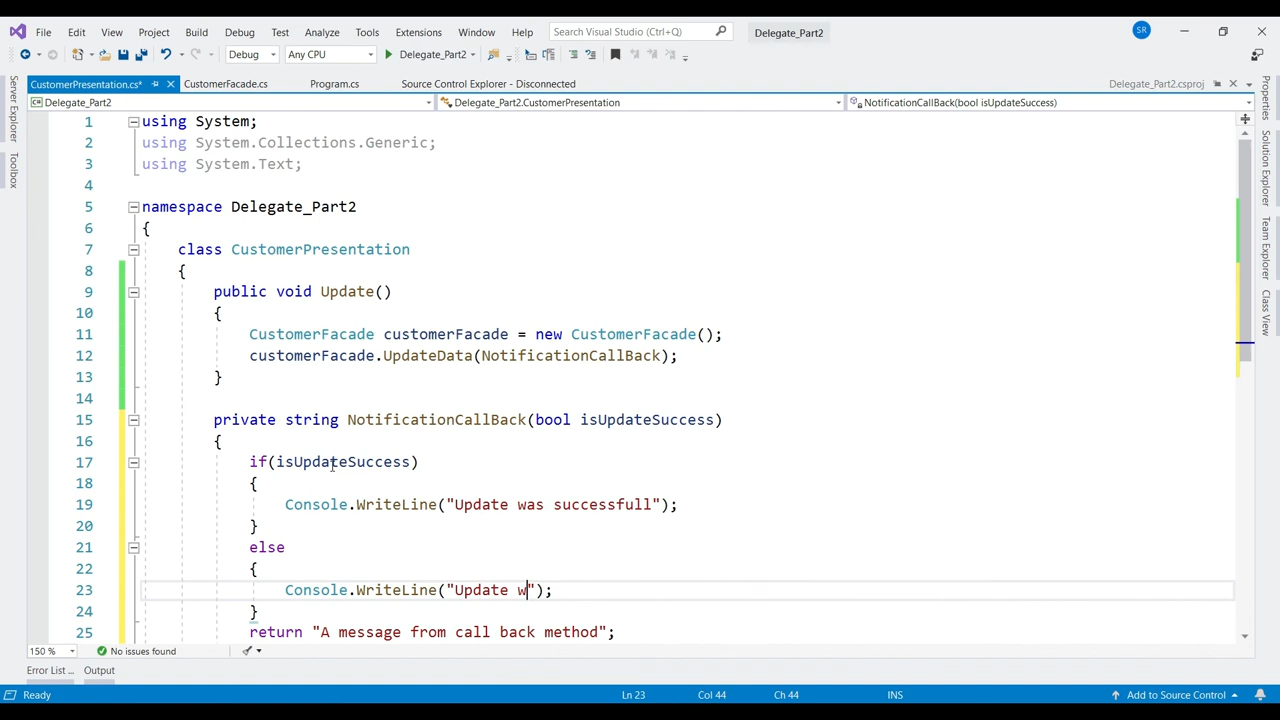 File Edit View Project Build Debug Test Analyze Tools Extensions Window Help Search Visual Studio (Ctrl+Q) Delegate_Part2 SR
Debug Any CPU Delegate_Part2
CustomerPresentation.cs* CustomerFacade.cs Program.cs Source Control Explorer - Disconnected Delegate_Part2.csproj
Delegate_Part2 Delegate_Part2.CustomerPresentation NotificationCallBack(bool isUpdateSuccess)
Server Explorer
Toolbox
1 using System;
2 using System.Collections.Generic;
3 using System.Text;
4
5 namespace Delegate_Part2
6 {
7 class CustomerPresentation
8 {
9 public void Update()
10 {
11 CustomerFacade customerFacade = new CustomerFacade();
12 customerFacade.UpdateData(NotificationCallBack);
13 }
14
15 private string NotificationCallBack(bool isUpdateSuccess)
16 {
17 if(isUpdateSuccess)
18 {
19 Console.WriteLine("Update was successfull");
20 }
21 else
22 {
23 Console.WriteLine("Update w");
24 }
25 return "A message from call back method";
Properties
Solution Explorer
Team Explorer
Class View
150 % No issues found
Error List ... Output
Ready Ln 23 Col 44 Ch 44 INS Add to Source Control